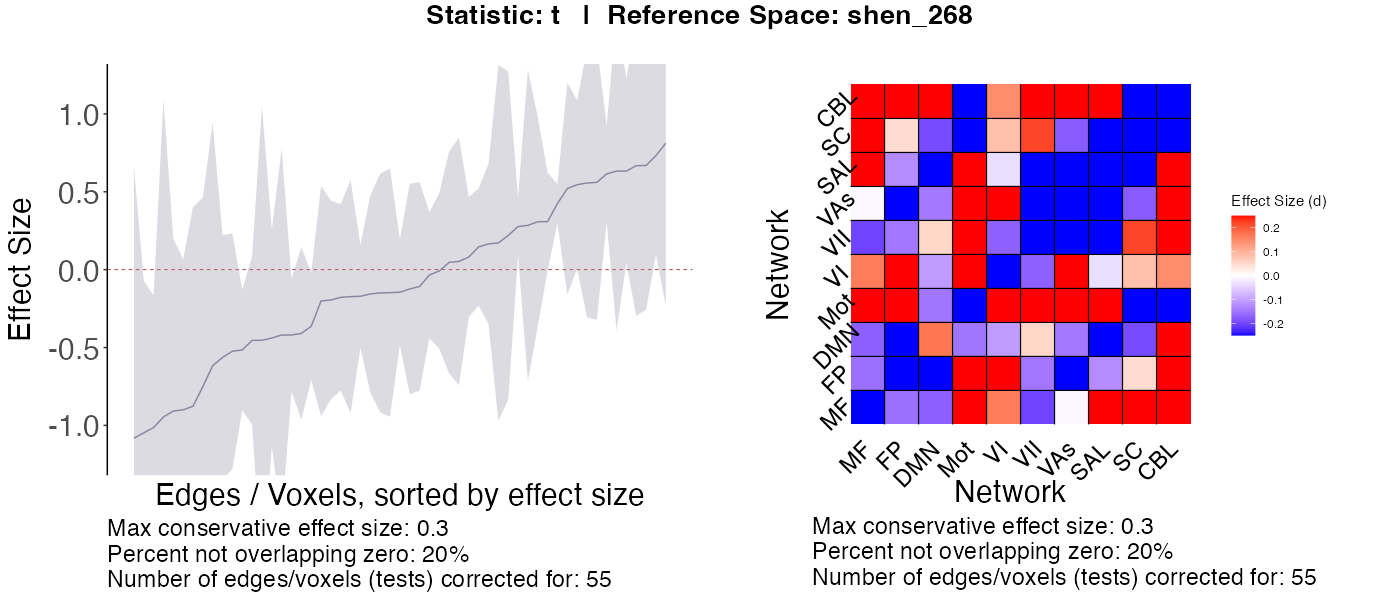 Statistic: t | Reference Space: shen_268
Effect Size
1.0
0.5
0.0
-0.5
-1.0
Edges / Voxels, sorted by effect size
Max conservative effect size: 0.3
Percent not overlapping zero: 20%
Number of edges/voxels (tests) corrected for: 55
Network
CBL
SC
SAL
VAs
VII
VI
Mot
DMN
FP
MF
MF
FP
DMN
Mot
VI
VII
VAs
SAL
SC
CBL
Network
Effect Size (d)
0.2
0.1
0.0
-0.1
-0.2
Max conservative effect size: 0.3
Percent not overlapping zero: 20%
Number of edges/voxels (tests) corrected for: 55